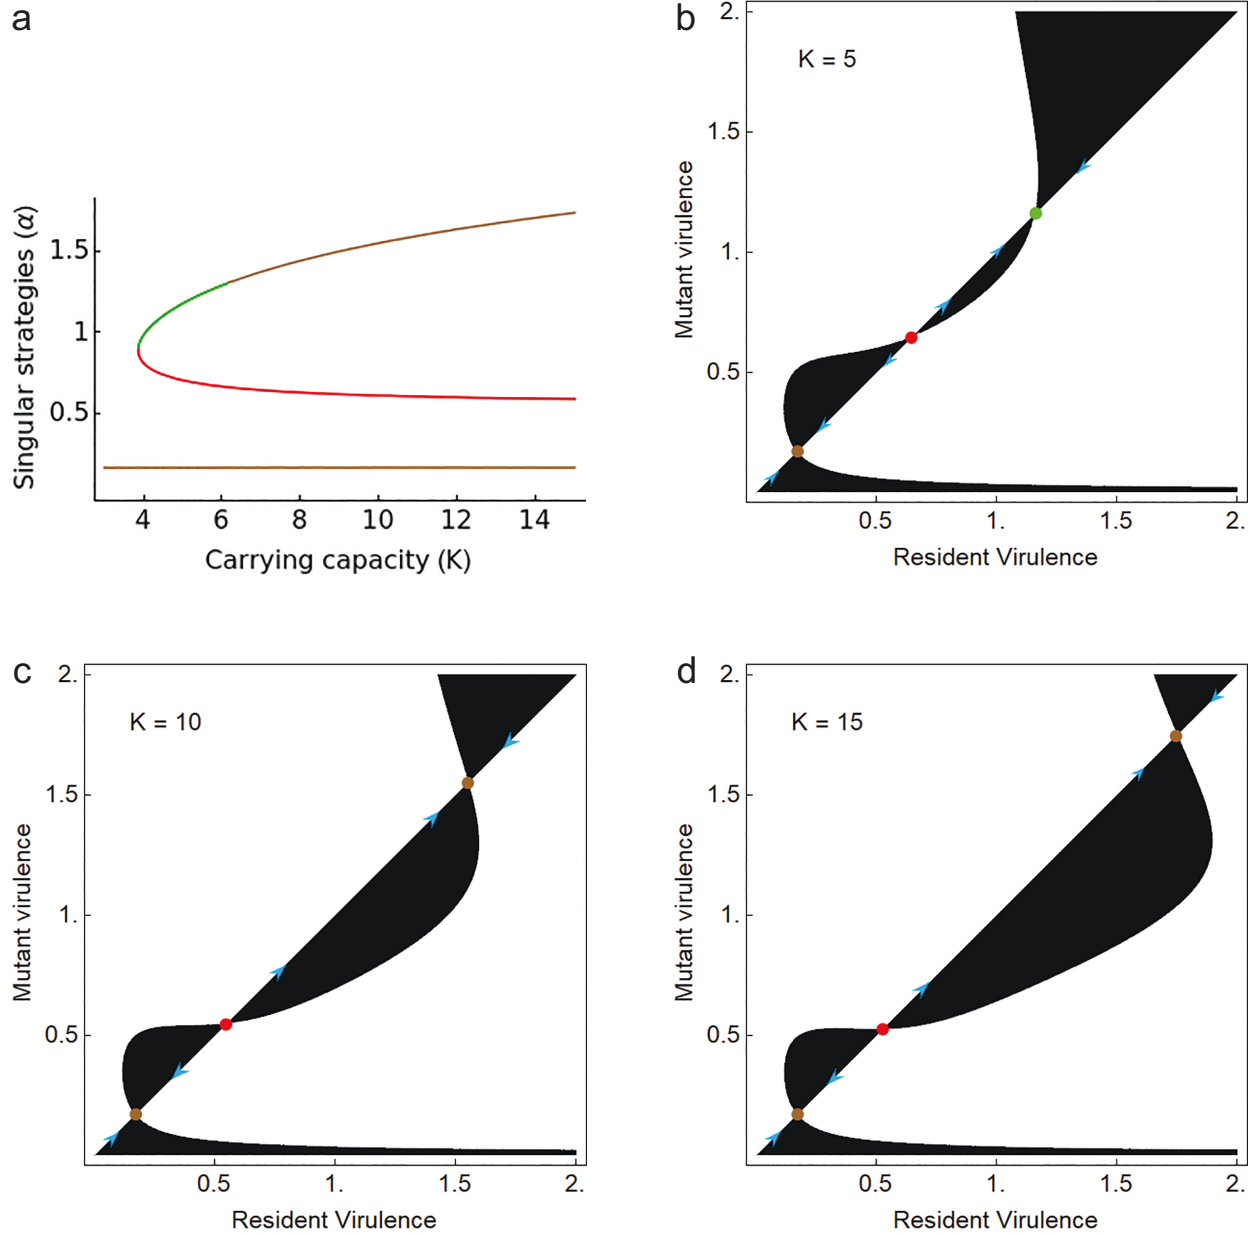 a
Singular strategies (α)
1.5
1
0.5
4 6 8 10 12 14
Carrying capacity (K)
b
K = 5
Mutant virulence
2.
1.5
1.
0.5
0.5 1. 1.5 2.
Resident Virulence
c
K = 10
Mutant virulence
2.
1.5
1.
0.5
0.5 1. 1.5 2.
Resident Virulence
d
K = 15
Mutant virulence
2.
1.5
1.
0.5
0.5 1. 1.5 2.
Resident Virulence